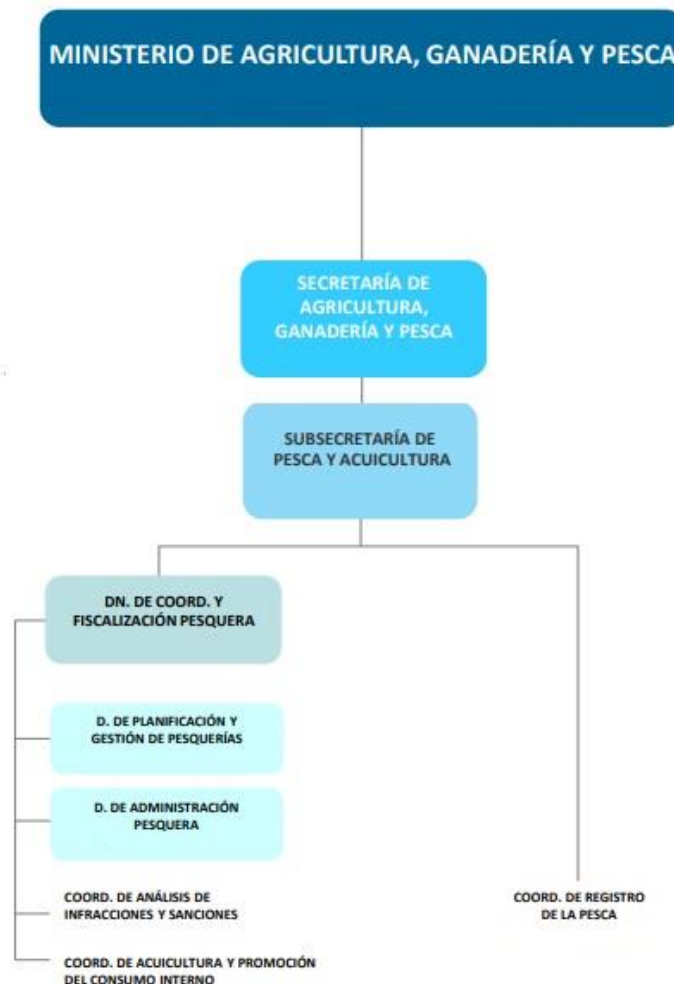 MINISTERIO DE AGRICULTURA, GANADERÍA Y PESCA
SECRETARÍA DE
AGRICULTURA,
GANADERÍA Y PESCA
SUBSECRETARÍA DE
PESCA Y ACUICULTURA
DN. DE COORD. Y
FISCALIZACIÓN PESQUERA
D. DE PLANIFICACIÓN Y
GESTIÓN DE PESQUERÍAS
D. DE ADMINISTRACIÓN
PESQUERA
COORD. DE ANÁLISIS DE
INFRACCIONES Y SANCIONES
COORD. DE REGISTRO
DE LA PESCA
COORD. DE ACUICULTURA Y PROMOCIÓN
DEL CONSUMO INTERNO